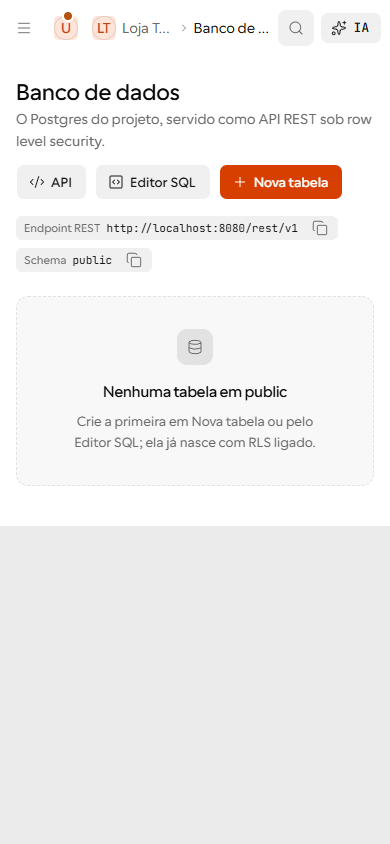 U
LT Loja T... > Banco de ...
IA
Banco de dados
O Postgres do projeto, servido como API REST sob row
level security.
API
Editor SQL
Nova tabela
Endpoint REST http://localhost:8080/rest/v1
Schema public
Nenhuma tabela em public
Crie a primeira em Nova tabela ou pelo
Editor SQL; ela já nasce com RLS ligado.